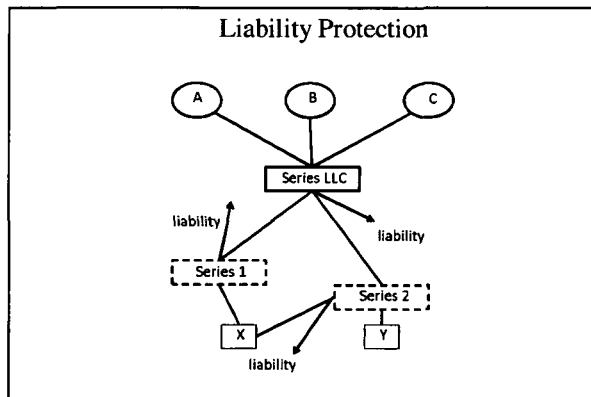 Liability Protection
A B C
Series LLC
liability
liability
Series 1
Series 2
X Y
liability